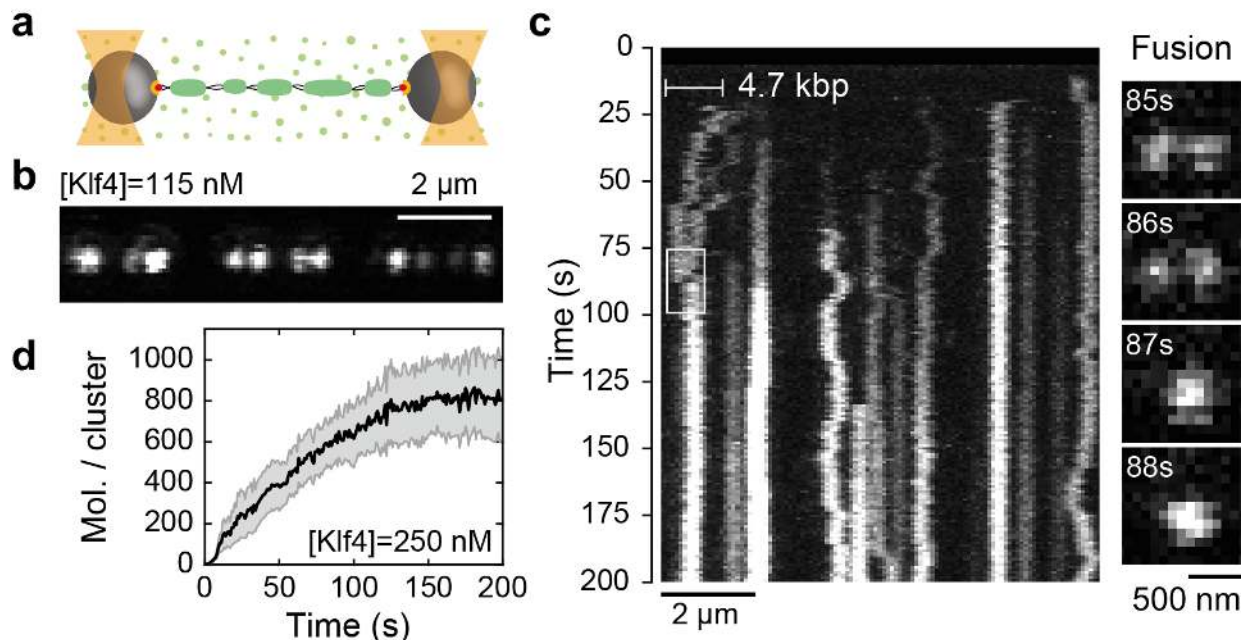 a
b
[Klf4]=115 nM
2 µm
d
Mol. / cluster
1000
800
600
400
200
0
[Klf4]=250 nM
0
50
100
150
200
Time (s)
c
0
25
50
75
100
125
150
175
200
Time (s)
4.7 kbp
2 µm
Fusion
85s
86s
87s
88s
500 nm